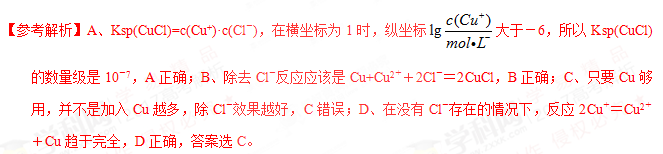 【参考解析】A、Ksp(CuCl)=c(Cu⁺)·c(Cl⁻)，在横坐标为 1 时，纵坐标 lg c(Cu⁺)/mol•L⁻ 大于－6，所以 Ksp(CuCl)
的数量级是 10⁻⁷，A 正确；B、除去 Cl⁻反应应该是 Cu+Cu²⁺＋2Cl⁻＝2CuCl，B 正确；C、只要 Cu 够
用，并不是加入 Cu 越多，除 Cl⁻效果越好，C 错误；D、在没有 Cl⁻存在的情况下，反应 2Cu⁺＝Cu²⁺
＋Cu 趋于完全，D 正确，答案选 C。